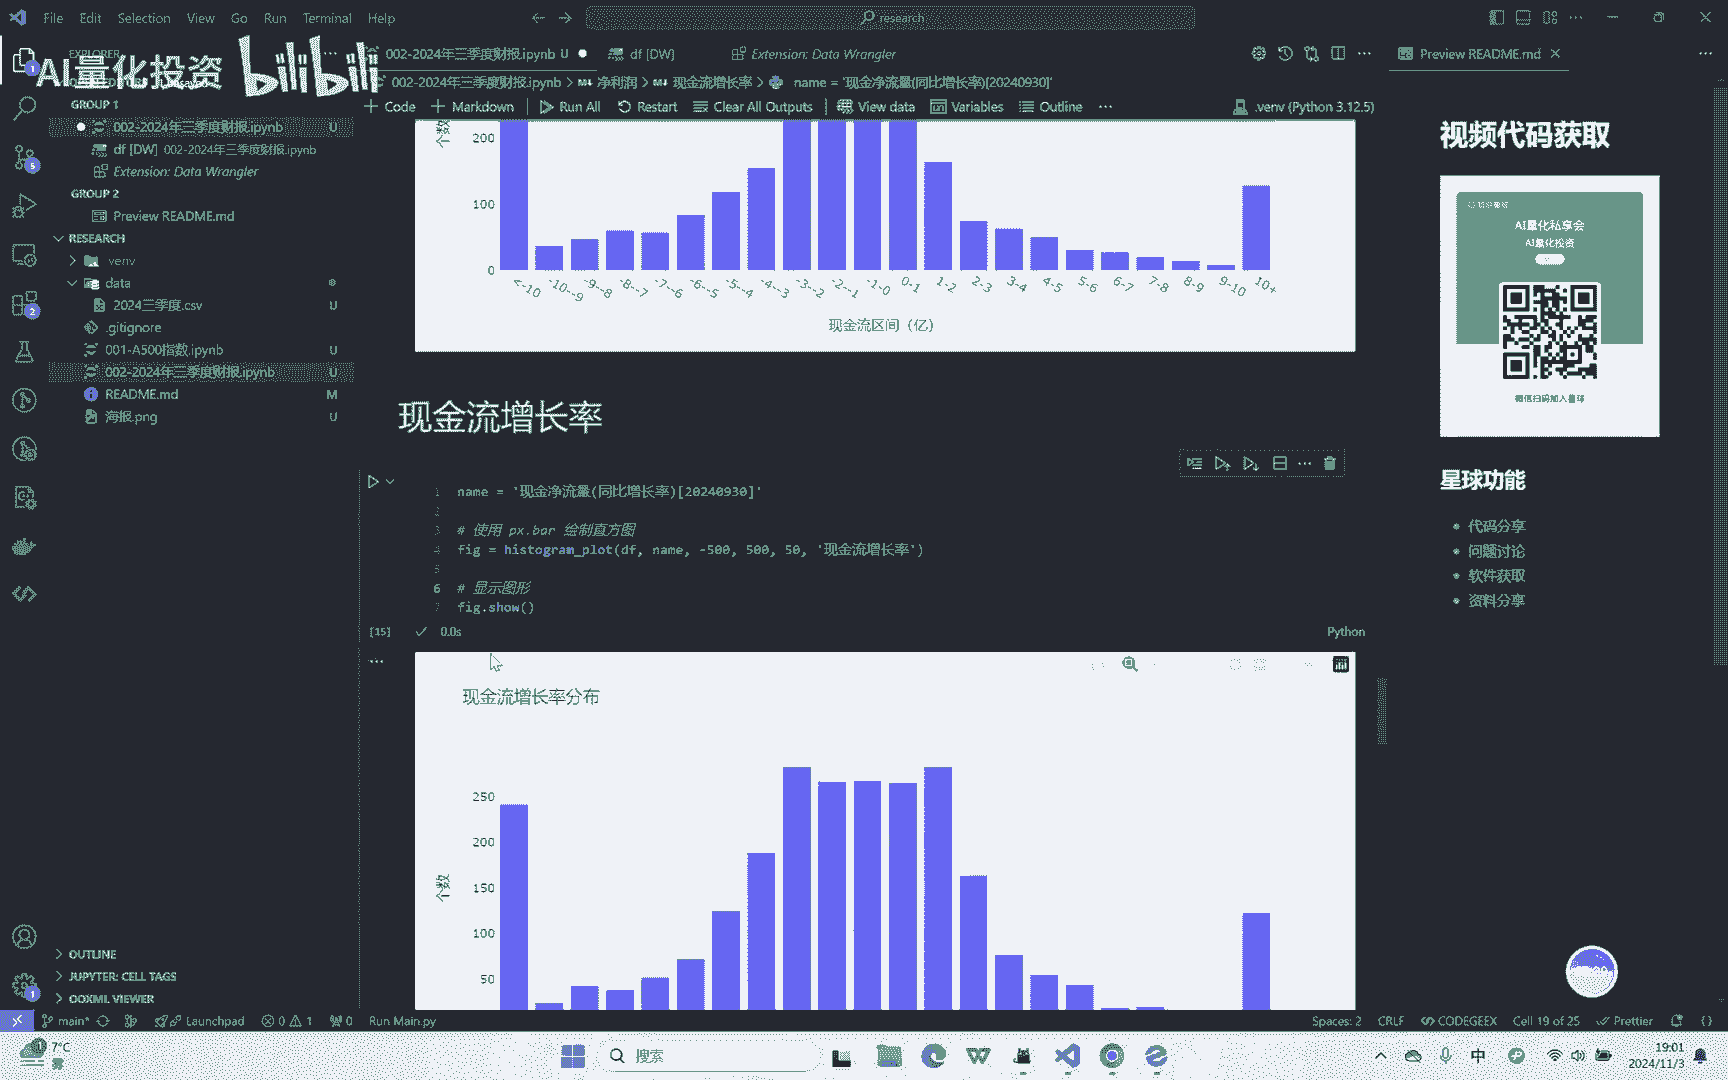 File Edit Selection View Go Run Terminal Help
research
AI量化投资 bilibili
002-2024年三季度财报.ipynb U
df [DW]
Extension: Data Wrangler
Preview README.md
002-2024年三季度财报.ipynb > 净利润 > 现金流增长率 > name = '现金净流量(同比增长率)[20240930]'
Code Markdown Run All Restart Clear All Outputs View data Variables Outline ... .venv (Python 3.12.5)
GROUP 1
002-2024年三季度财报.ipynb U
df [DW] 002-2024年三季度财报.ipynb
Extension: Data Wrangler
GROUP 2
Preview README.md
RESEARCH
venv
data
2024三季度.csv U
.gitignore
001-A500指数.ipynb U
002-2024年三季度财报.ipynb U
README.md M
海报.png U
OUTLINE
JUPYTER: CELL TAGS
OOXML VIEWER
个数
200
100
0
<-10 -10--9 -9--8 -8--7 -7--6 -6--5 -5--4 -4--3 -3--2 -2--1 -1-0 0-1 1-2 2-3 3-4 4-5 5-6 6-7 7-8 8-9 9-10 10+
现金流区间（亿）
现金流增长率
1 name = '现金净流量(同比增长率)[20240930]'
2
3 # 使用 px.bar 绘制直方图
4 fig = histogram_plot(df, name, -500, 500, 50, '现金流增长率')
5
6 # 显示图形
7 fig.show()
[15] 0.0s Python
现金流增长率分布
个数
250
200
150
100
50
视频代码获取
AI量化私享会
AI量化投资
微信扫码加入星球
星球功能
代码分享
问题讨论
软件获取
资料分享
main* Launchpad 0 1 0 Run Main.py Spaces: 2 CRLF CODEGEEX Cell 19 of 25 Prettier
7°C
搜索
中
19:01
2024/11/3